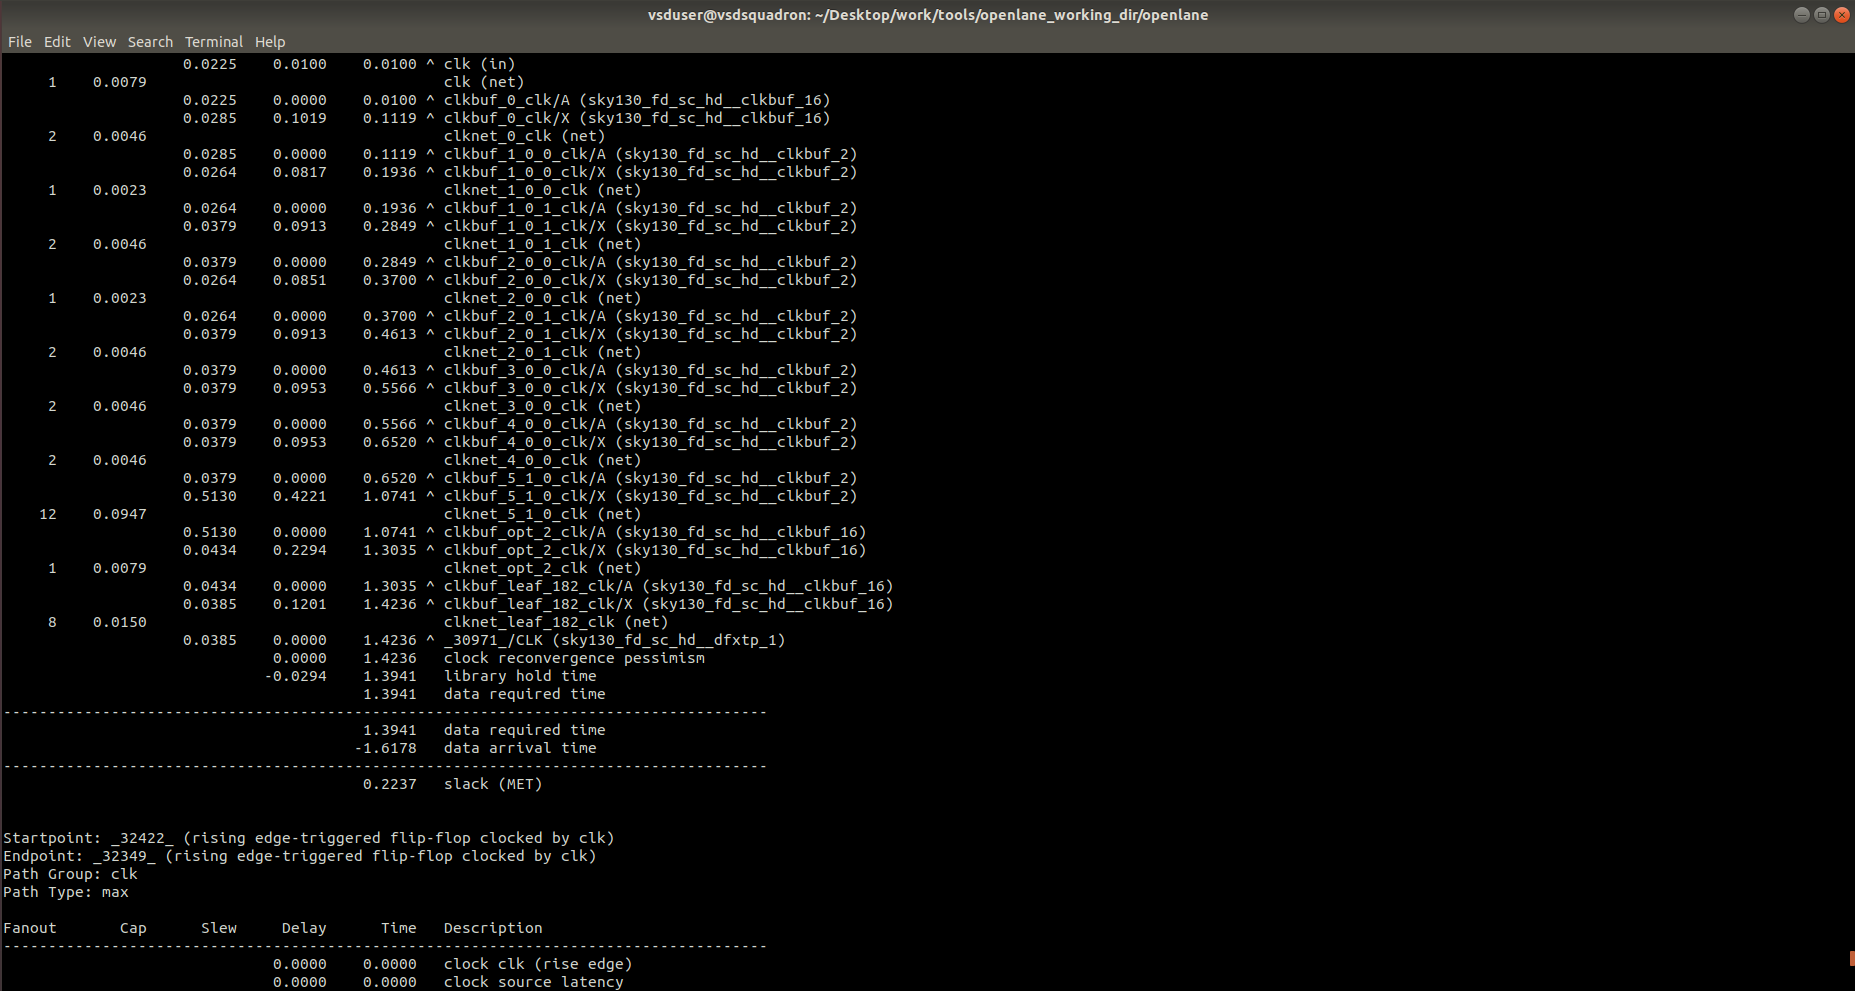 vsduser@vsdsquadron: ~/Desktop/work/tools/openlane_working_dir/openlane
File Edit View Search Terminal Help
0.0225 0.0100 0.0100 ^ clk (in)
1 0.0079 clk (net)
0.0225 0.0000 0.0100 ^ clkbuf_0_clk/A (sky130_fd_sc_hd__clkbuf_16)
0.0285 0.1019 0.1119 ^ clkbuf_0_clk/X (sky130_fd_sc_hd__clkbuf_16)
2 0.0046 clknet_0_clk (net)
0.0285 0.0000 0.1119 ^ clkbuf_1_0_0_clk/A (sky130_fd_sc_hd__clkbuf_2)
0.0264 0.0817 0.1936 ^ clkbuf_1_0_0_clk/X (sky130_fd_sc_hd__clkbuf_2)
1 0.0023 clknet_1_0_0_clk (net)
0.0264 0.0000 0.1936 ^ clkbuf_1_0_1_clk/A (sky130_fd_sc_hd__clkbuf_2)
0.0379 0.0913 0.2849 ^ clkbuf_1_0_1_clk/X (sky130_fd_sc_hd__clkbuf_2)
2 0.0046 clknet_1_0_1_clk (net)
0.0379 0.0000 0.2849 ^ clkbuf_2_0_0_clk/A (sky130_fd_sc_hd__clkbuf_2)
0.0264 0.0851 0.3700 ^ clkbuf_2_0_0_clk/X (sky130_fd_sc_hd__clkbuf_2)
1 0.0023 clknet_2_0_0_clk (net)
0.0264 0.0000 0.3700 ^ clkbuf_2_0_1_clk/A (sky130_fd_sc_hd__clkbuf_2)
0.0379 0.0913 0.4613 ^ clkbuf_2_0_1_clk/X (sky130_fd_sc_hd__clkbuf_2)
2 0.0046 clknet_2_0_1_clk (net)
0.0379 0.0000 0.4613 ^ clkbuf_3_0_0_clk/A (sky130_fd_sc_hd__clkbuf_2)
0.0379 0.0953 0.5566 ^ clkbuf_3_0_0_clk/X (sky130_fd_sc_hd__clkbuf_2)
2 0.0046 clknet_3_0_0_clk (net)
0.0379 0.0000 0.5566 ^ clkbuf_4_0_0_clk/A (sky130_fd_sc_hd__clkbuf_2)
0.0379 0.0953 0.6520 ^ clkbuf_4_0_0_clk/X (sky130_fd_sc_hd__clkbuf_2)
2 0.0046 clknet_4_0_0_clk (net)
0.0379 0.0000 0.6520 ^ clkbuf_5_1_0_clk/A (sky130_fd_sc_hd__clkbuf_2)
0.5130 0.4221 1.0741 ^ clkbuf_5_1_0_clk/X (sky130_fd_sc_hd__clkbuf_2)
12 0.0947 clknet_5_1_0_clk (net)
0.5130 0.0000 1.0741 ^ clkbuf_opt_2_clk/A (sky130_fd_sc_hd__clkbuf_16)
0.0434 0.2294 1.3035 ^ clkbuf_opt_2_clk/X (sky130_fd_sc_hd__clkbuf_16)
1 0.0079 clknet_opt_2_clk (net)
0.0434 0.0000 1.3035 ^ clkbuf_leaf_182_clk/A (sky130_fd_sc_hd__clkbuf_16)
0.0385 0.1201 1.4236 ^ clkbuf_leaf_182_clk/X (sky130_fd_sc_hd__clkbuf_16)
8 0.0150 clknet_leaf_182_clk (net)
0.0385 0.0000 1.4236 ^ _30971_/CLK (sky130_fd_sc_hd__dfxtp_1)
0.0000 1.4236 clock reconvergence pessimism
-0.0294 1.3941 library hold time
1.3941 data required time
-------------------------------------------------------------------------------------
1.3941 data required time
-1.6178 data arrival time
-------------------------------------------------------------------------------------
0.2237 slack (MET)
Startpoint: _32422_ (rising edge-triggered flip-flop clocked by clk)
Endpoint: _32349_ (rising edge-triggered flip-flop clocked by clk)
Path Group: clk
Path Type: max
Fanout Cap Slew Delay Time Description
-------------------------------------------------------------------------------------
0.0000 0.0000 clock clk (rise edge)
0.0000 0.0000 clock source latency